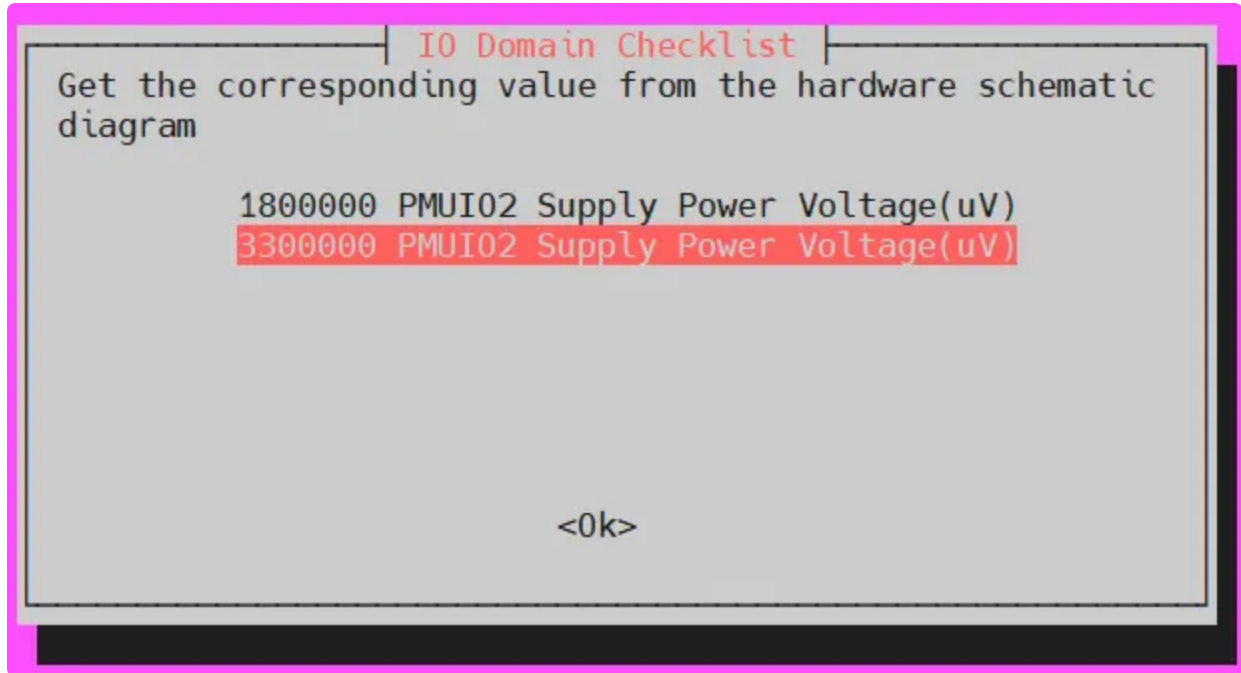 IO Domain Checklist
Get the corresponding value from the hardware schematic
diagram
1800000 PMUIO2 Supply Power Voltage(uV)
3300000 PMUIO2 Supply Power Voltage(uV)
<Ok>